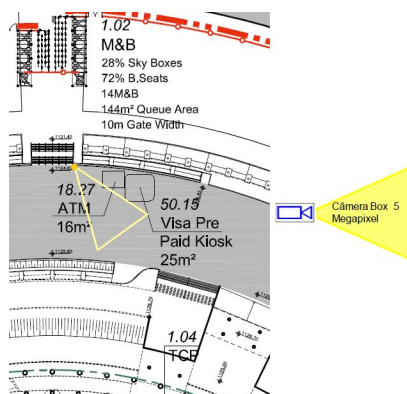 1.02
M&B
28% Sky Boxes
72% B.Seats
14M&B
144m² Queue Area
10m Gate Width
18.27
ATM
16m²
50.15
Visa Pre
Paid Kiosk
25m²
1.04
TCF
Câmera Box 5
Megapixel